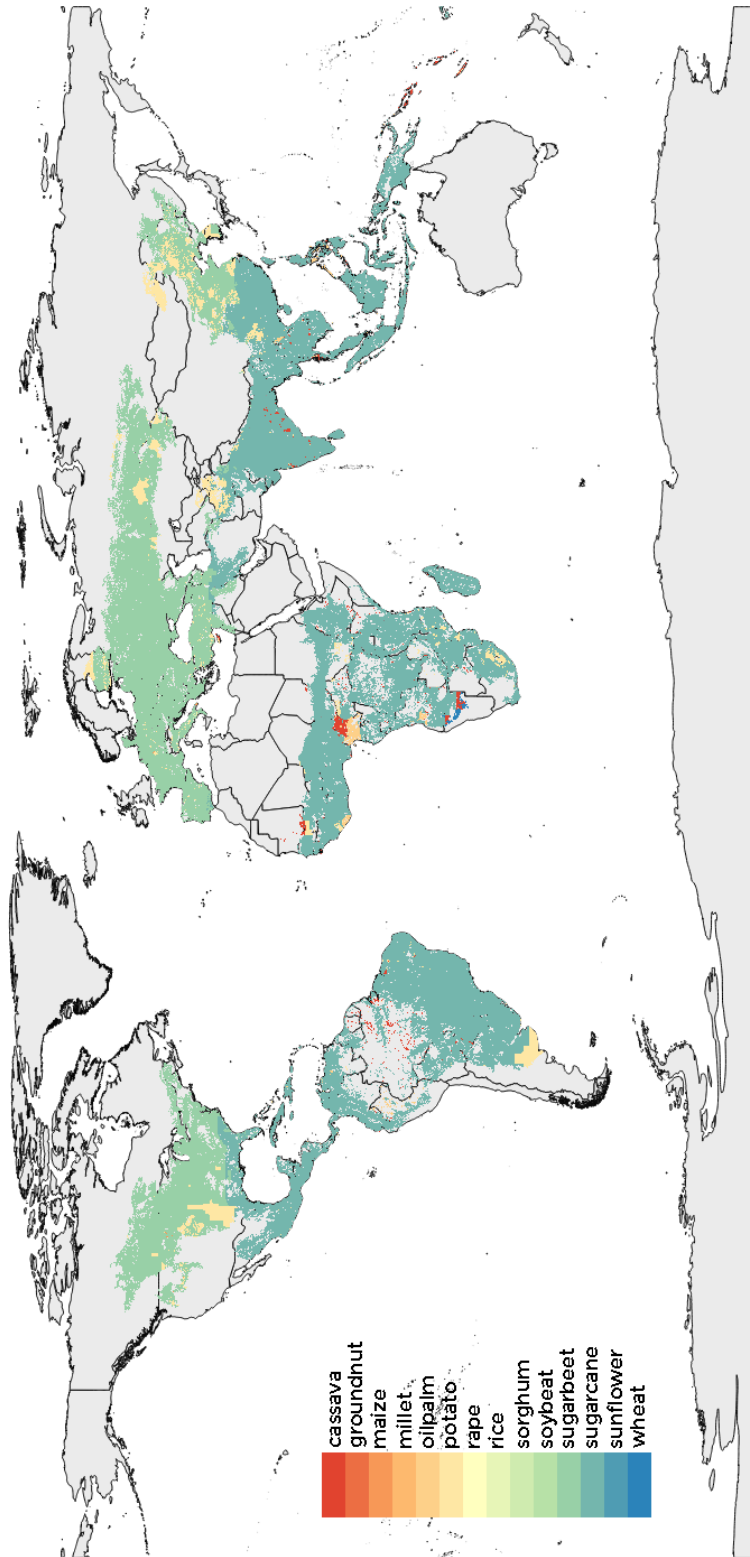 cassava
groundnut
maize
millet
oilpalm
potato
rape
rice
sorghum
soybeat
sugarbeet
sugarcane
sunflower
wheat